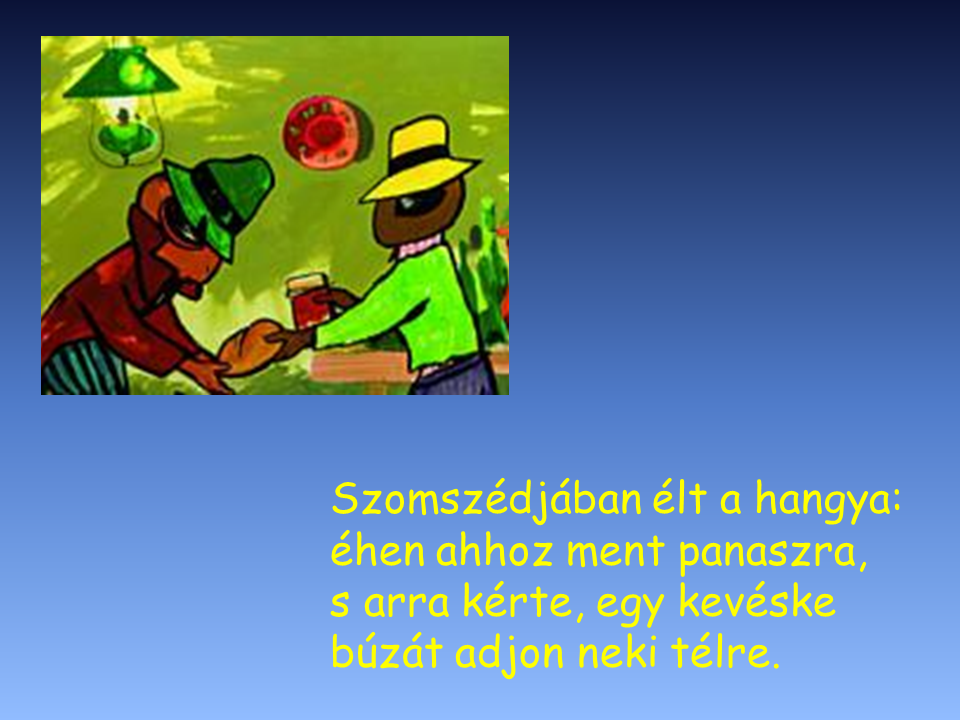 Szomszédjában élt a hangya:
éhen ahhoz ment panaszra,
s arra kérte, egy kevéske
búzát adjon neki télre.